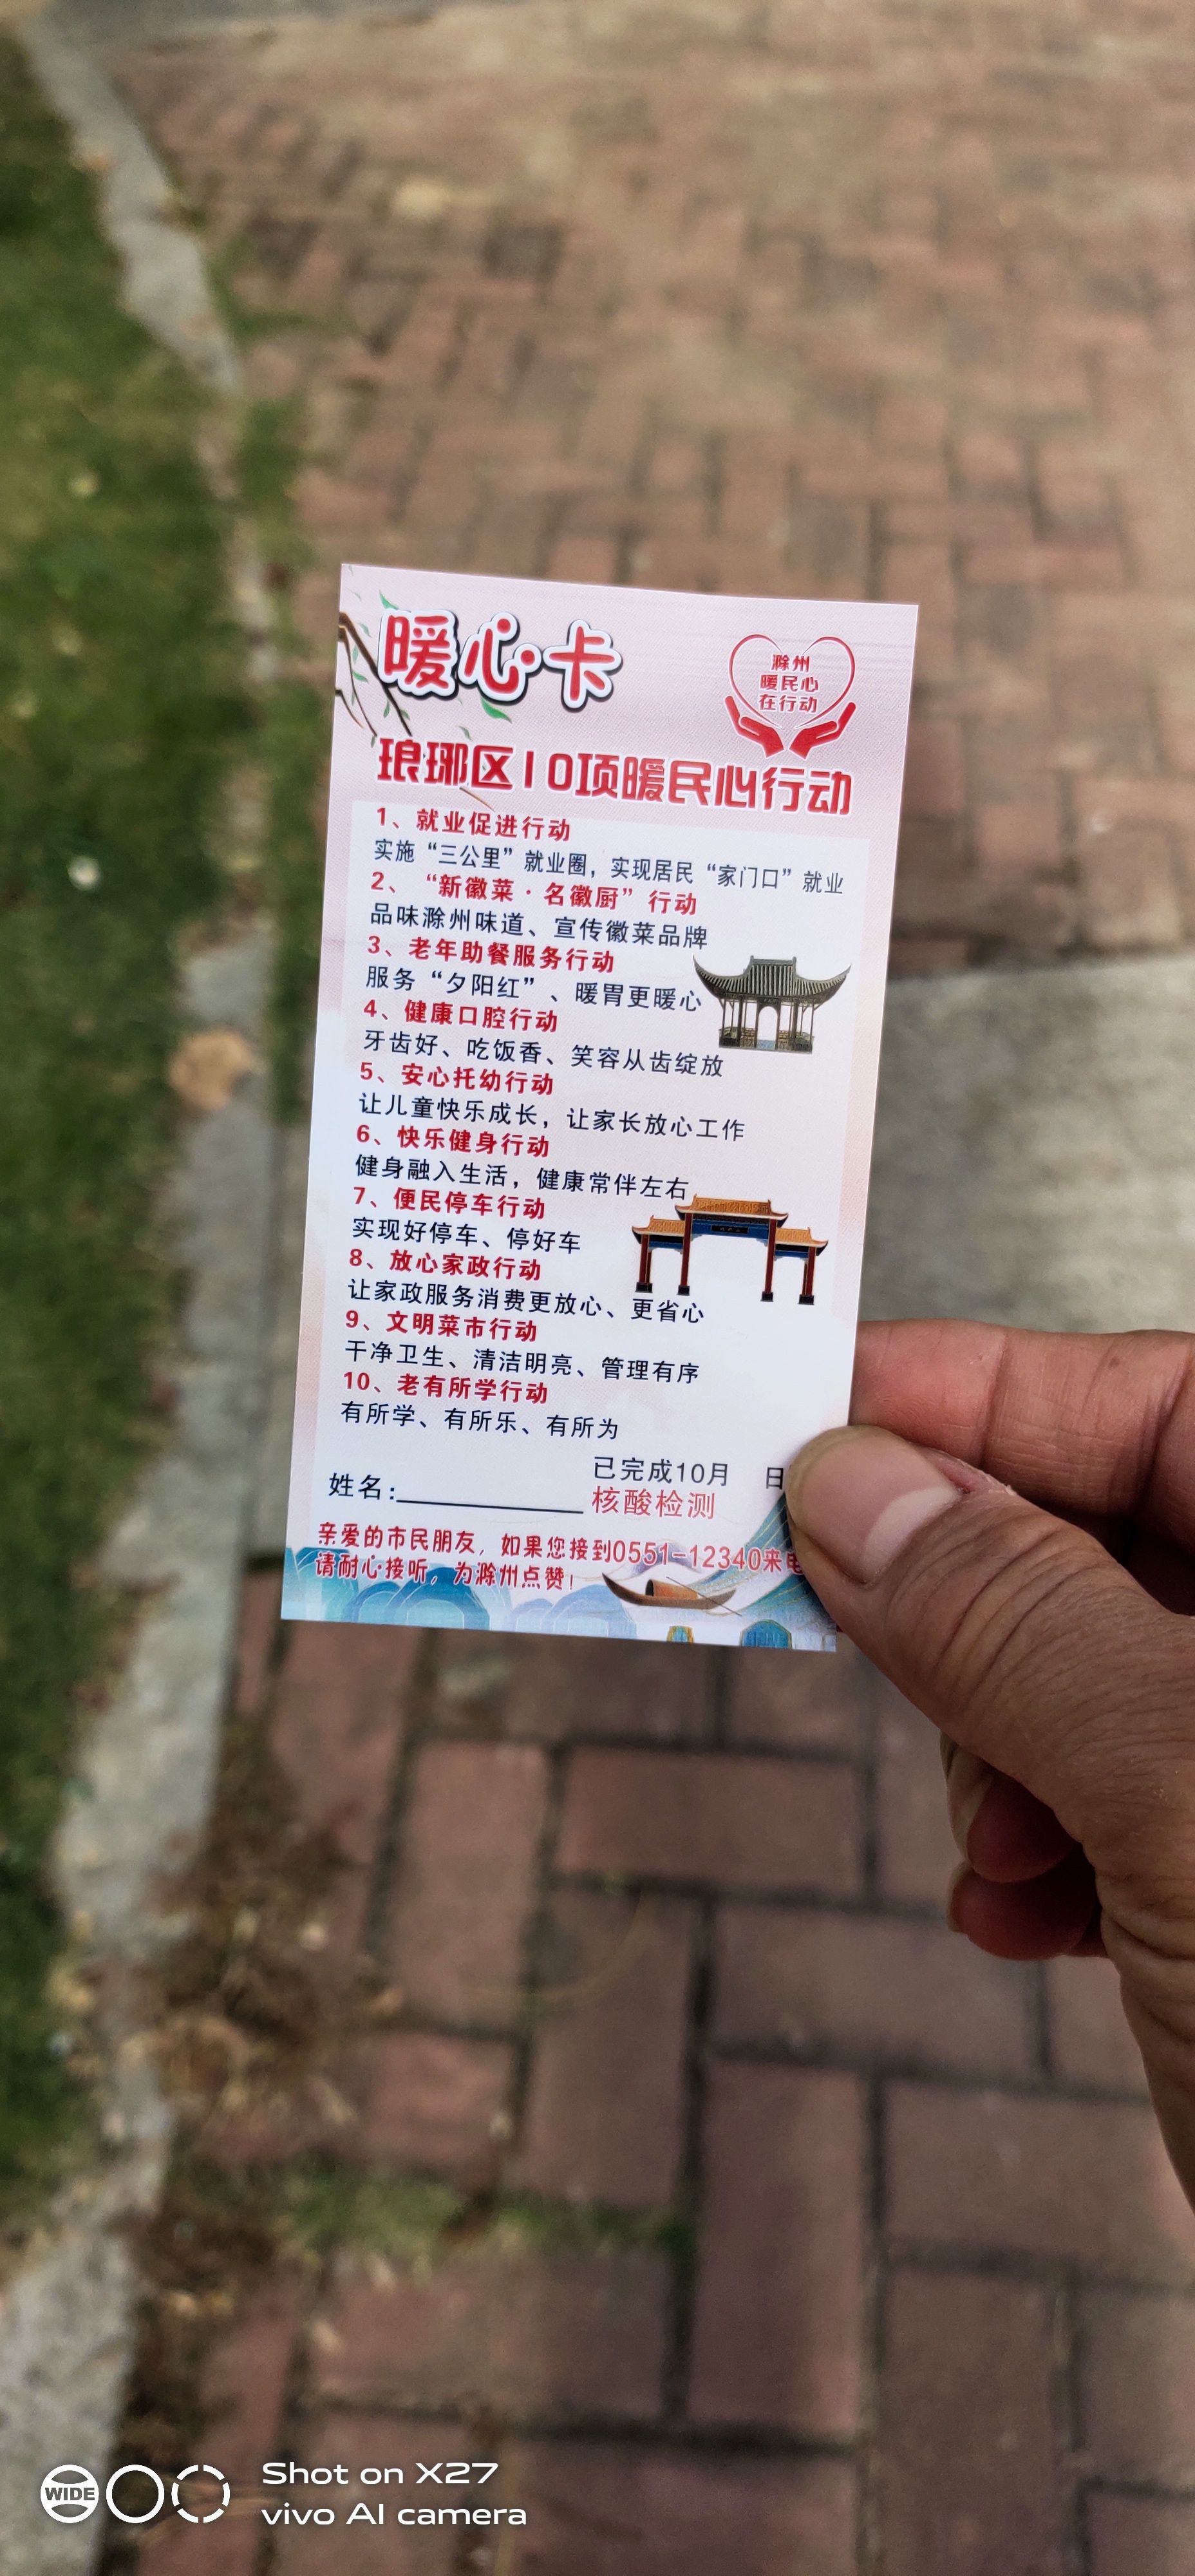 暖心卡
滁州
暖民心
在行动
琅琊区10项暖民心行动
1、就业促进行动
实施“三公里”就业圈，实现居民“家门口”就业
2、“新徽菜·名徽厨”行动
品味滁州味道、宣传徽菜品牌
3、老年助餐服务行动
服务“夕阳红”、暖胃更暖心
4、健康口腔行动
牙齿好、吃饭香、笑容从齿绽放
5、安心托幼行动
让儿童快乐成长，让家长放心工作
6、快乐健身行动
健身融入生活，健康常伴左右
7、便民停车行动
实现好停车、停好车
8、放心家政行动
让家政服务消费更放心、更省心
9、文明菜市行动
干净卫生、清洁明亮、管理有序
10、老有所学行动
有所学、有所乐、有所为
已完成10月 日
姓名:
核酸检测
亲爱的市民朋友，如果您接到0551-12340来电
请耐心接听，为滁州点赞！
WIDE
Shot on X27
vivo AI camera